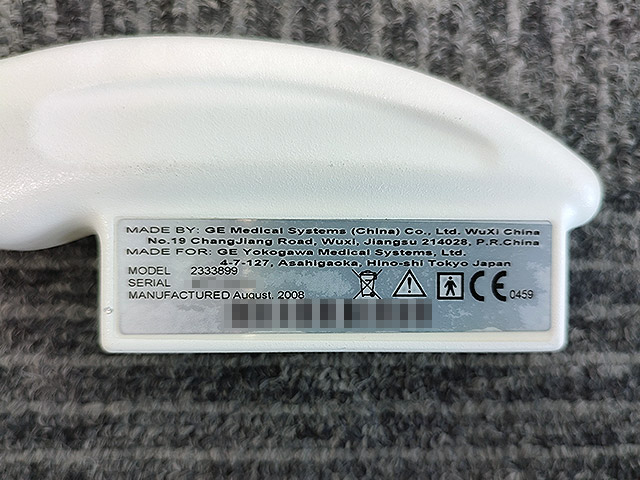 MADE BY: GE Medical Systems (China) Co., Ltd. WuXi China
No.19 ChangJiang Road, Wuxi, Jiangsu 214028, P.R.China
MADE FOR: GE Yokogawa Medical Systems, Ltd.
4-7-127, Asahigaoka, Hino-shi Tokyo Japan
MODEL 2333899
SERIAL
MANUFACTURED August. 2008
CE 0459